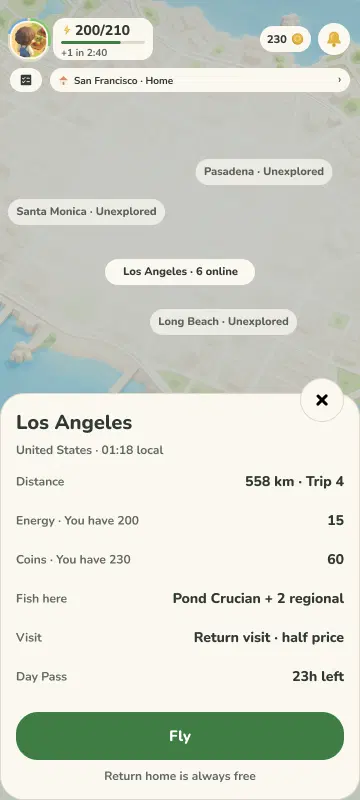 200/210
+1 in 2:40
230
San Francisco · Home
Pasadena · Unexplored
Santa Monica · Unexplored
Los Angeles · 6 online
Long Beach · Unexplored
Los Angeles
United States · 01:18 local
Distance
558 km · Trip 4
Energy · You have 200
15
Coins · You have 230
60
Fish here
Pond Crucian + 2 regional
Visit
Return visit · half price
Day Pass
23h left
Fly
Return home is always free